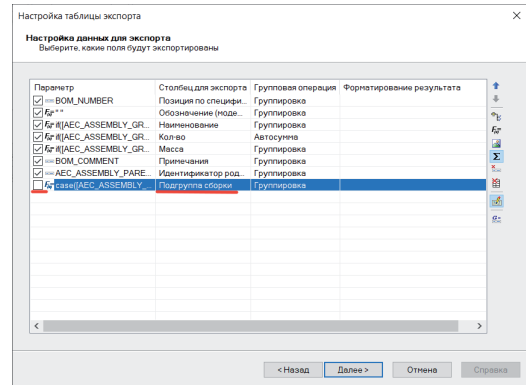 Настройка таблицы экспорта
Настройка данных для экспорта
Выберите, какие поля будут экспортированы
Параметр Столбец для экспорта Групповая операция Форматирование результата
BOM_NUMBER Позиция по специфи... Группировка
" " Обозначение (моде... Группировка
if([AEC_ASSEMBLY_GR... Наименование Группировка
if([AEC_ASSEMBLY_GR... Кол-во Автосумма
if([AEC_ASSEMBLY_GR... Масса Группировка
BOM_COMMENT Примечания Группировка
AEC_ASSEMBLY_PARE... Идентификатор род... Группировка
case([AEC_ASSEMBLY_... Подгруппа сборки Группировка
< Назад Далее > Отмена Справка